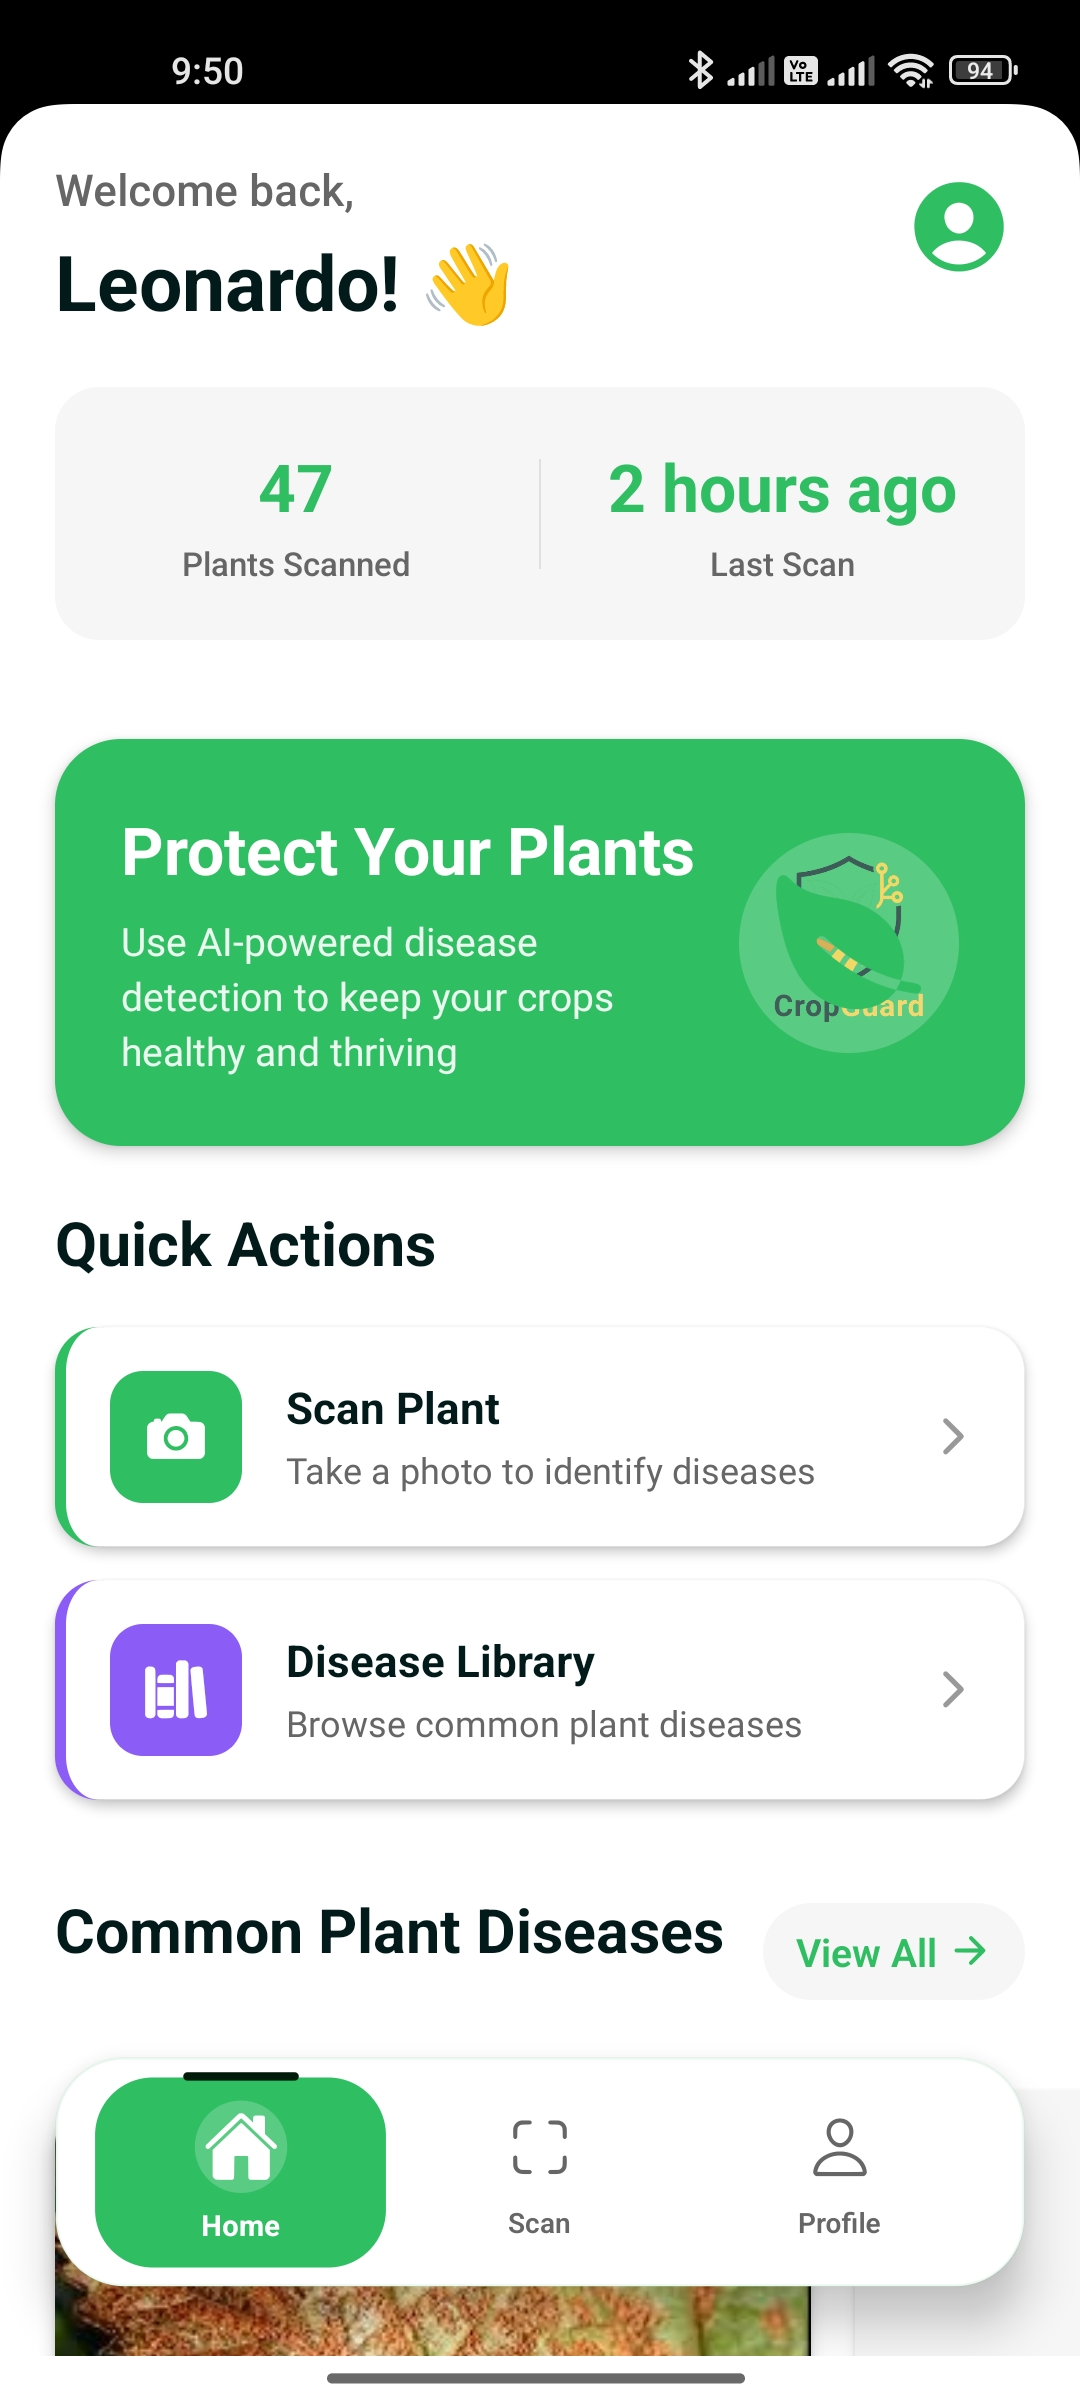 9:50
Vo
LTE
94
Welcome back,
Leonardo! 👋
47
Plants Scanned
2 hours ago
Last Scan
Protect Your Plants
Use AI-powered disease
detection to keep your crops
healthy and thriving
CropGuard
Quick Actions
Scan Plant
Take a photo to identify diseases
Disease Library
Browse common plant diseases
Common Plant Diseases
View All →
Home
Scan
Profile